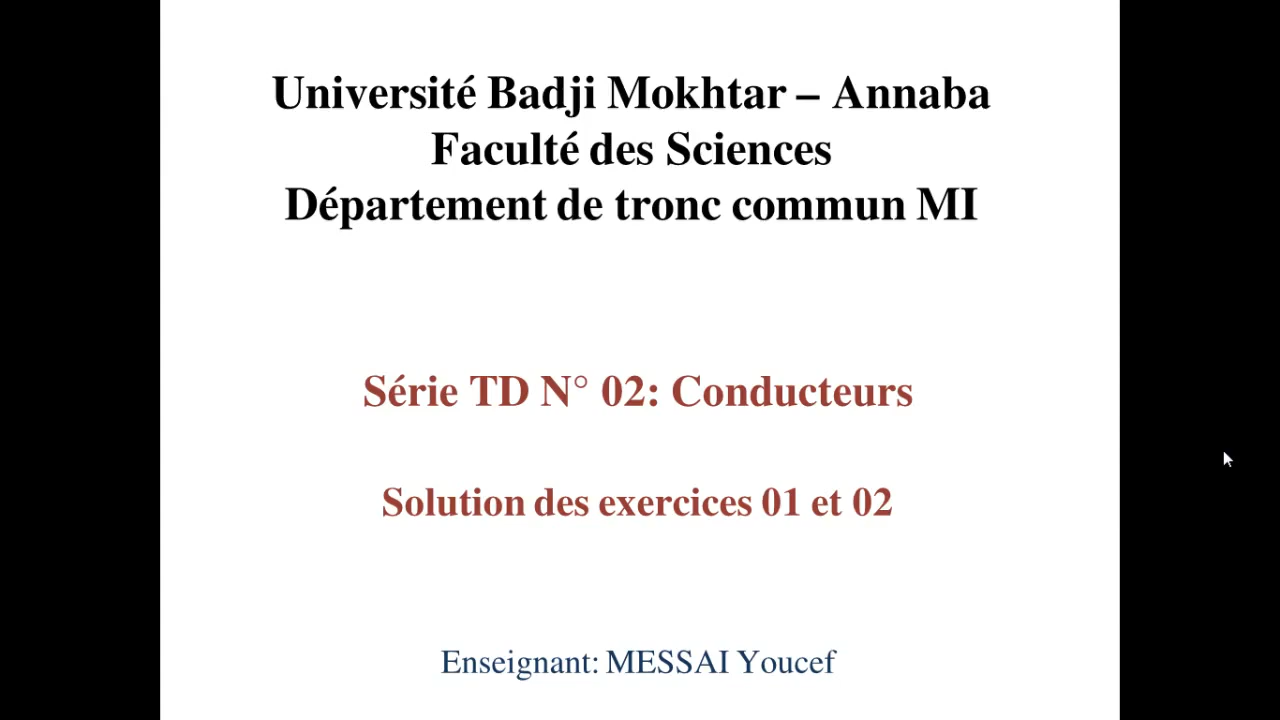 Université Badji Mokhtar – Annaba
Faculté des Sciences
Département de tronc commun MI
Série TD N° 02: Conducteurs
Solution des exercices 01 et 02
Enseignant: MESSAI Youcef